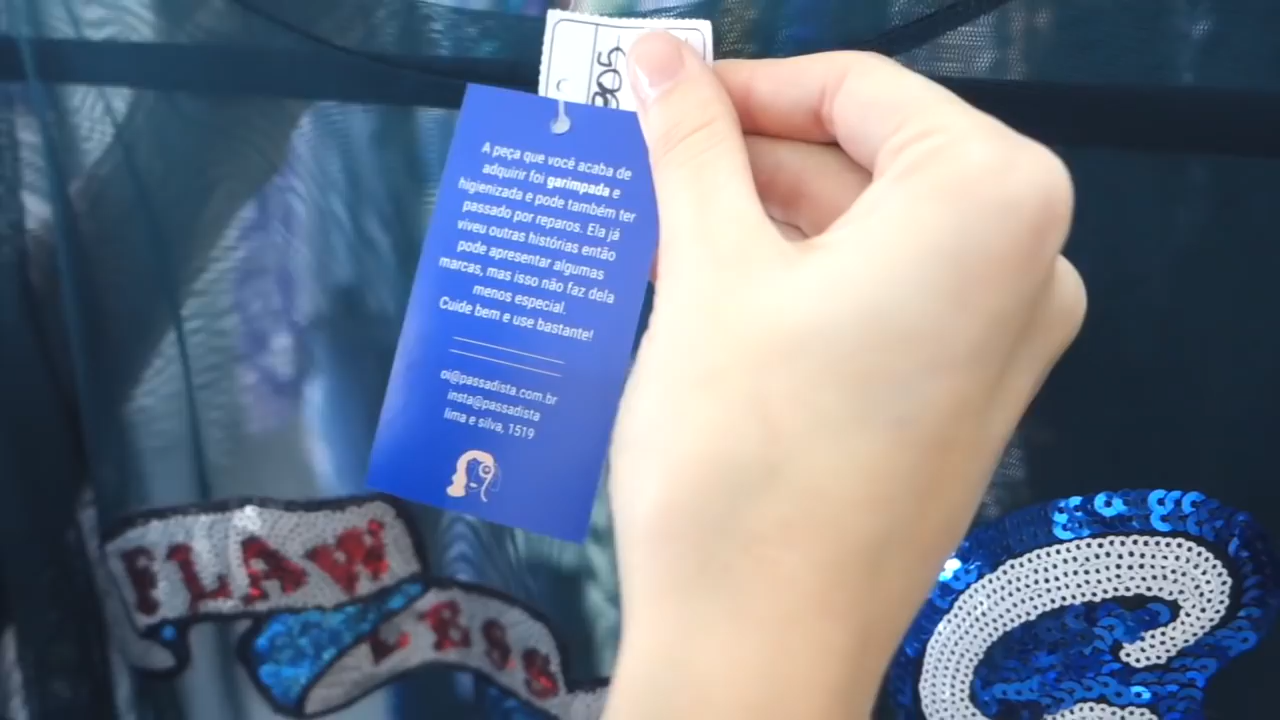 A peça que você acaba de
adquirir foi garimpada e
higienizada e pode também ter
passado por reparos. Ela já
viveu outras histórias então
pode apresentar algumas
marcas, mas isso não faz dela
menos especial.
Cuide bem e use bastante!
oi@passadista.com.br
insta@passadista
lima e silva, 1519
FLAW
LESS
G